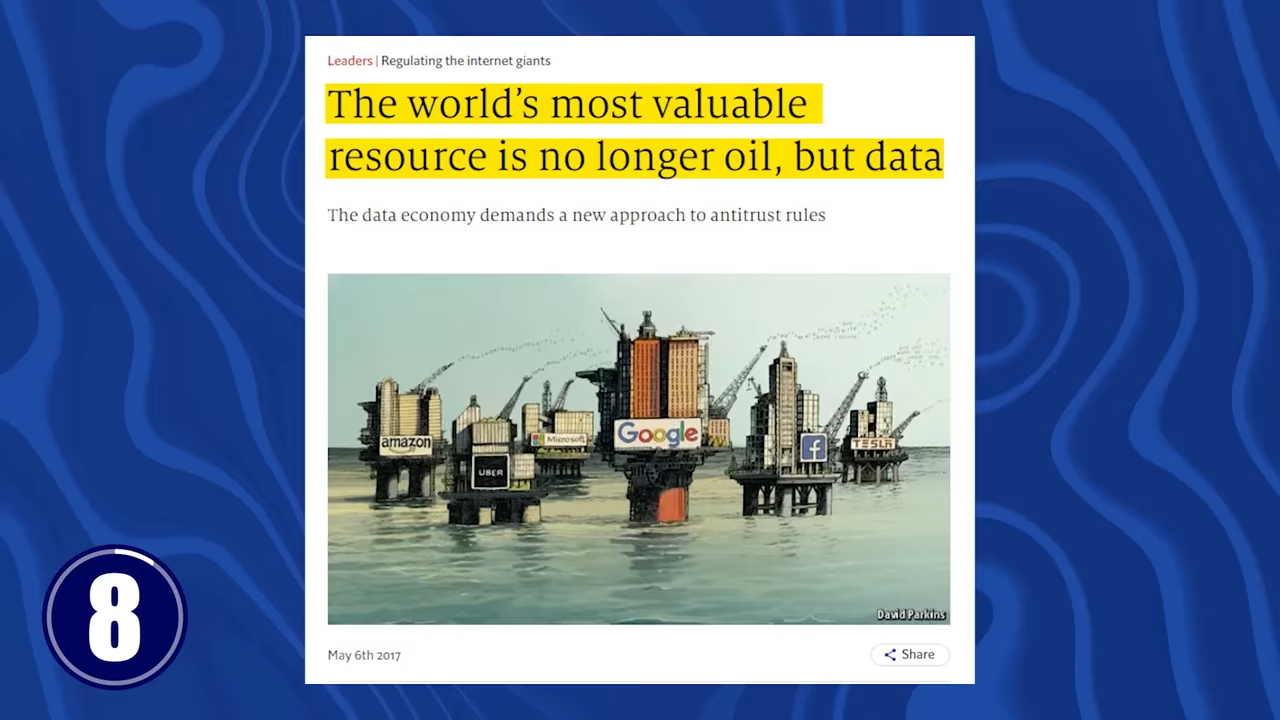 Leaders | Regulating the internet giants
The world’s most valuable
resource is no longer oil, but data
The data economy demands a new approach to antitrust rules
amazon
UBER
Microsoft
Google
f
TESLA
David Parkins
May 6th 2017
Share
8